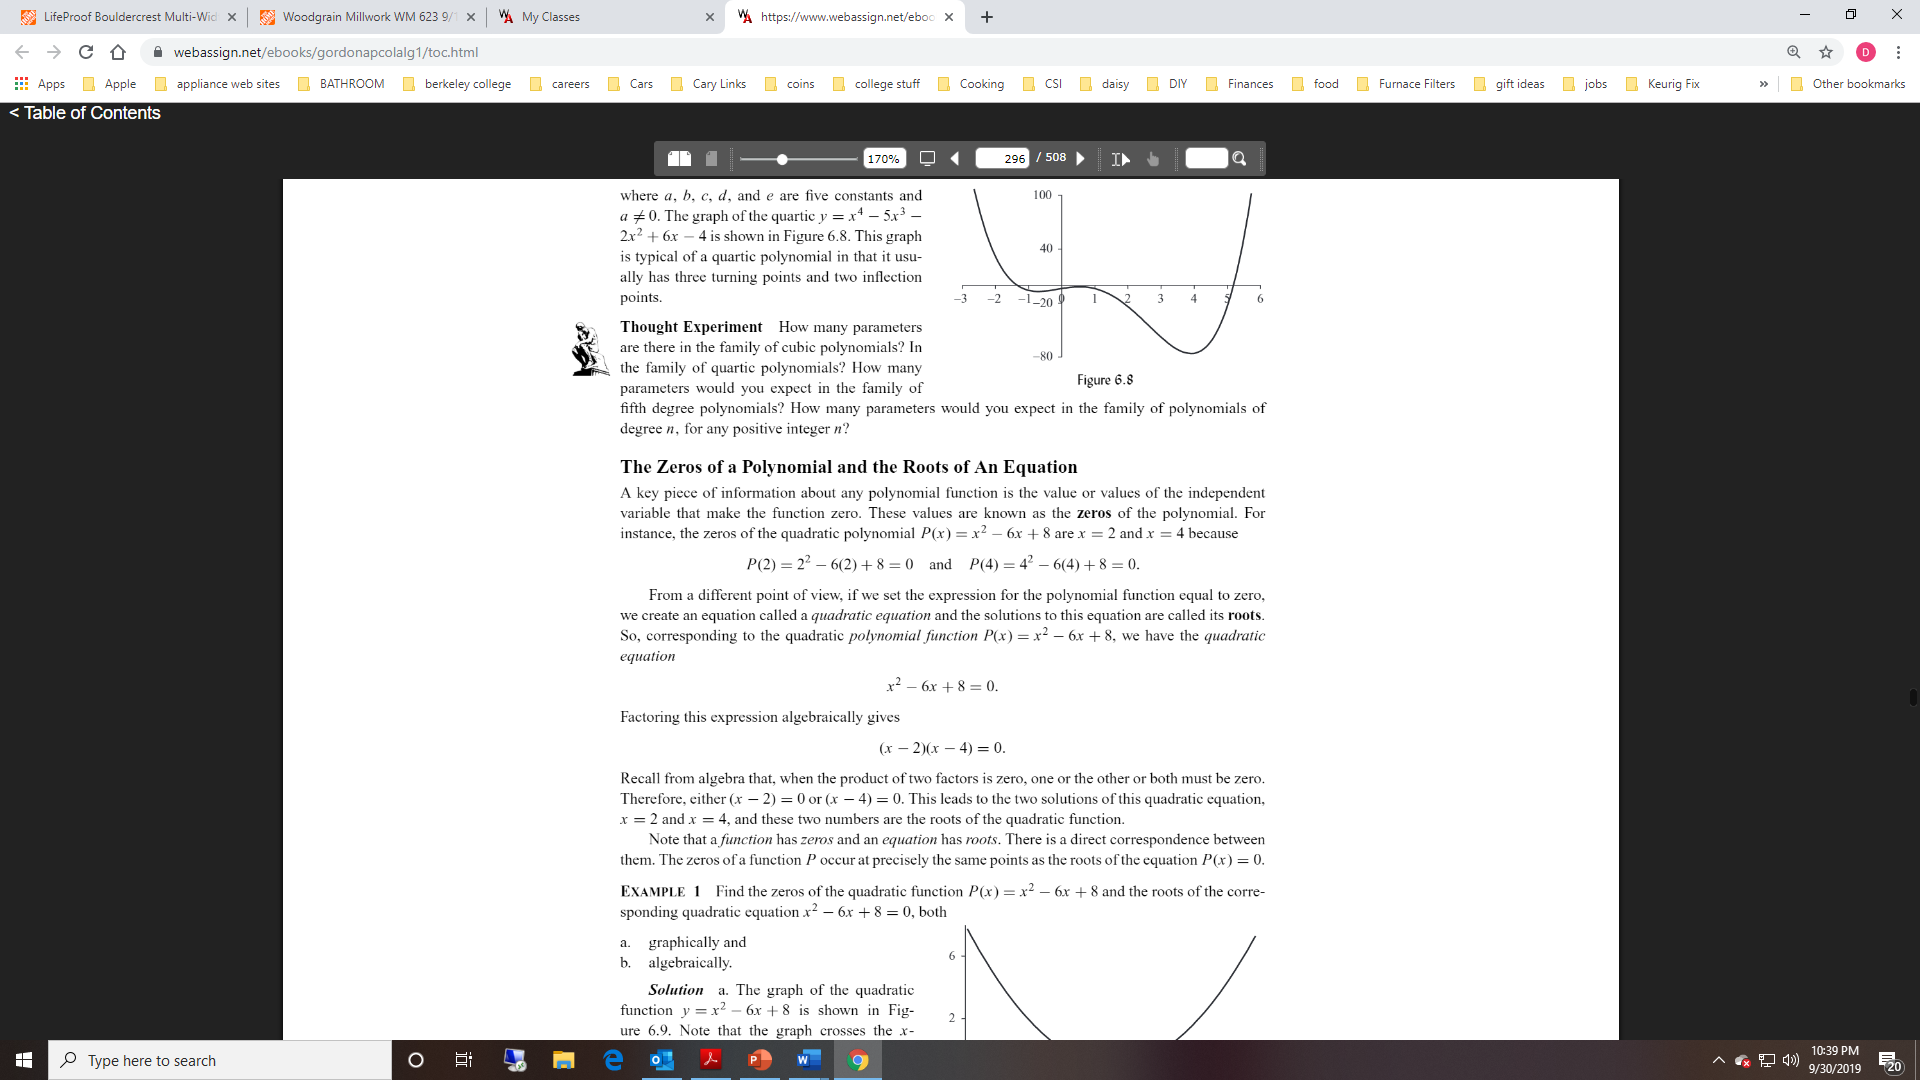 LifeProof Bouldercrest Multi-Wid
Woodgrain Millwork WM 623 9/1
My Classes
https://www.webassign.net/eboo
webassign.net/ebooks/gordonapcolalg1/toc.html
D
Apps
Apple
appliance web sites
BATHROOM
berkeley college
careers
Cars
Cary Links
coins
college stuff
Cooking
CSI
daisy
DIY
Finances
food
Furnace Filters
gift ideas
jobs
Keurig Fix
»
Other bookmarks
< Table of Contents
170%
296 / 508
where a, b, c, d, and e are five constants and
a ≠ 0. The graph of the quartic y = x⁴ − 5x³ −
2x² + 6x − 4 is shown in Figure 6.8. This graph
is typical of a quartic polynomial in that it usu-
ally has three turning points and two inflection
points.
100
40
−3 −2 −1 0 1 2 3 4 5 6
−20
−80
Figure 6.8
Thought Experiment How many parameters
are there in the family of cubic polynomials? In
the family of quartic polynomials? How many
parameters would you expect in the family of
fifth degree polynomials? How many parameters would you expect in the family of polynomials of
degree n, for any positive integer n?
The Zeros of a Polynomial and the Roots of An Equation
A key piece of information about any polynomial function is the value or values of the independent
variable that make the function zero. These values are known as the zeros of the polynomial. For
instance, the zeros of the quadratic polynomial P(x) = x² − 6x + 8 are x = 2 and x = 4 because
P(2) = 2² − 6(2) + 8 = 0 and P(4) = 4² − 6(4) + 8 = 0.
From a different point of view, if we set the expression for the polynomial function equal to zero,
we create an equation called a quadratic equation and the solutions to this equation are called its roots.
So, corresponding to the quadratic polynomial function P(x) = x² − 6x + 8, we have the quadratic
equation
x² − 6x + 8 = 0.
Factoring this expression algebraically gives
(x − 2)(x − 4) = 0.
Recall from algebra that, when the product of two factors is zero, one or the other or both must be zero.
Therefore, either (x − 2) = 0 or (x − 4) = 0. This leads to the two solutions of this quadratic equation,
x = 2 and x = 4, and these two numbers are the roots of the quadratic function.
Note that a function has zeros and an equation has roots. There is a direct correspondence between
them. The zeros of a function P occur at precisely the same points as the roots of the equation P(x) = 0.
EXAMPLE 1 Find the zeros of the quadratic function P(x) = x² − 6x + 8 and the roots of the corre-
sponding quadratic equation x² − 6x + 8 = 0, both
a. graphically and
b. algebraically.
Solution a. The graph of the quadratic
function y = x² − 6x + 8 is shown in Fig-
ure 6.9. Note that the graph crosses the x-
6
2
Type here to search
10:39 PM
9/30/2019
20